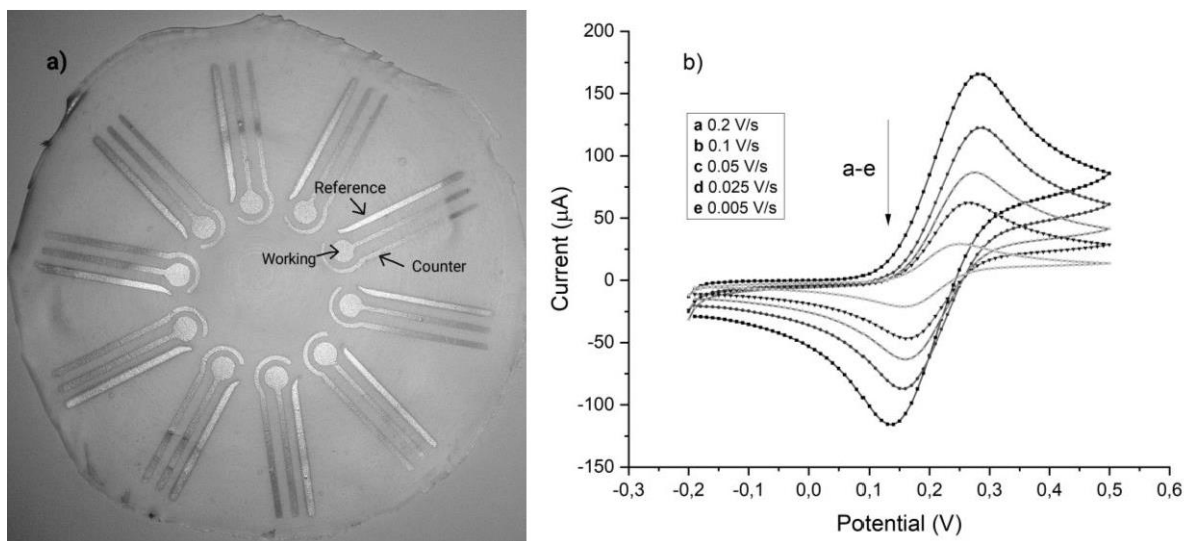 a)
Reference
Working
Counter
b)
a 0.2 V/s
b 0.1 V/s
c 0.05 V/s
d 0.025 V/s
e 0.005 V/s
a-e
Current (μA)
200
150
100
50
0
-50
-100
-150
-0,3
-0,2
-0,1
0,0
0,1
0,2
0,3
0,4
0,5
0,6
Potential (V)